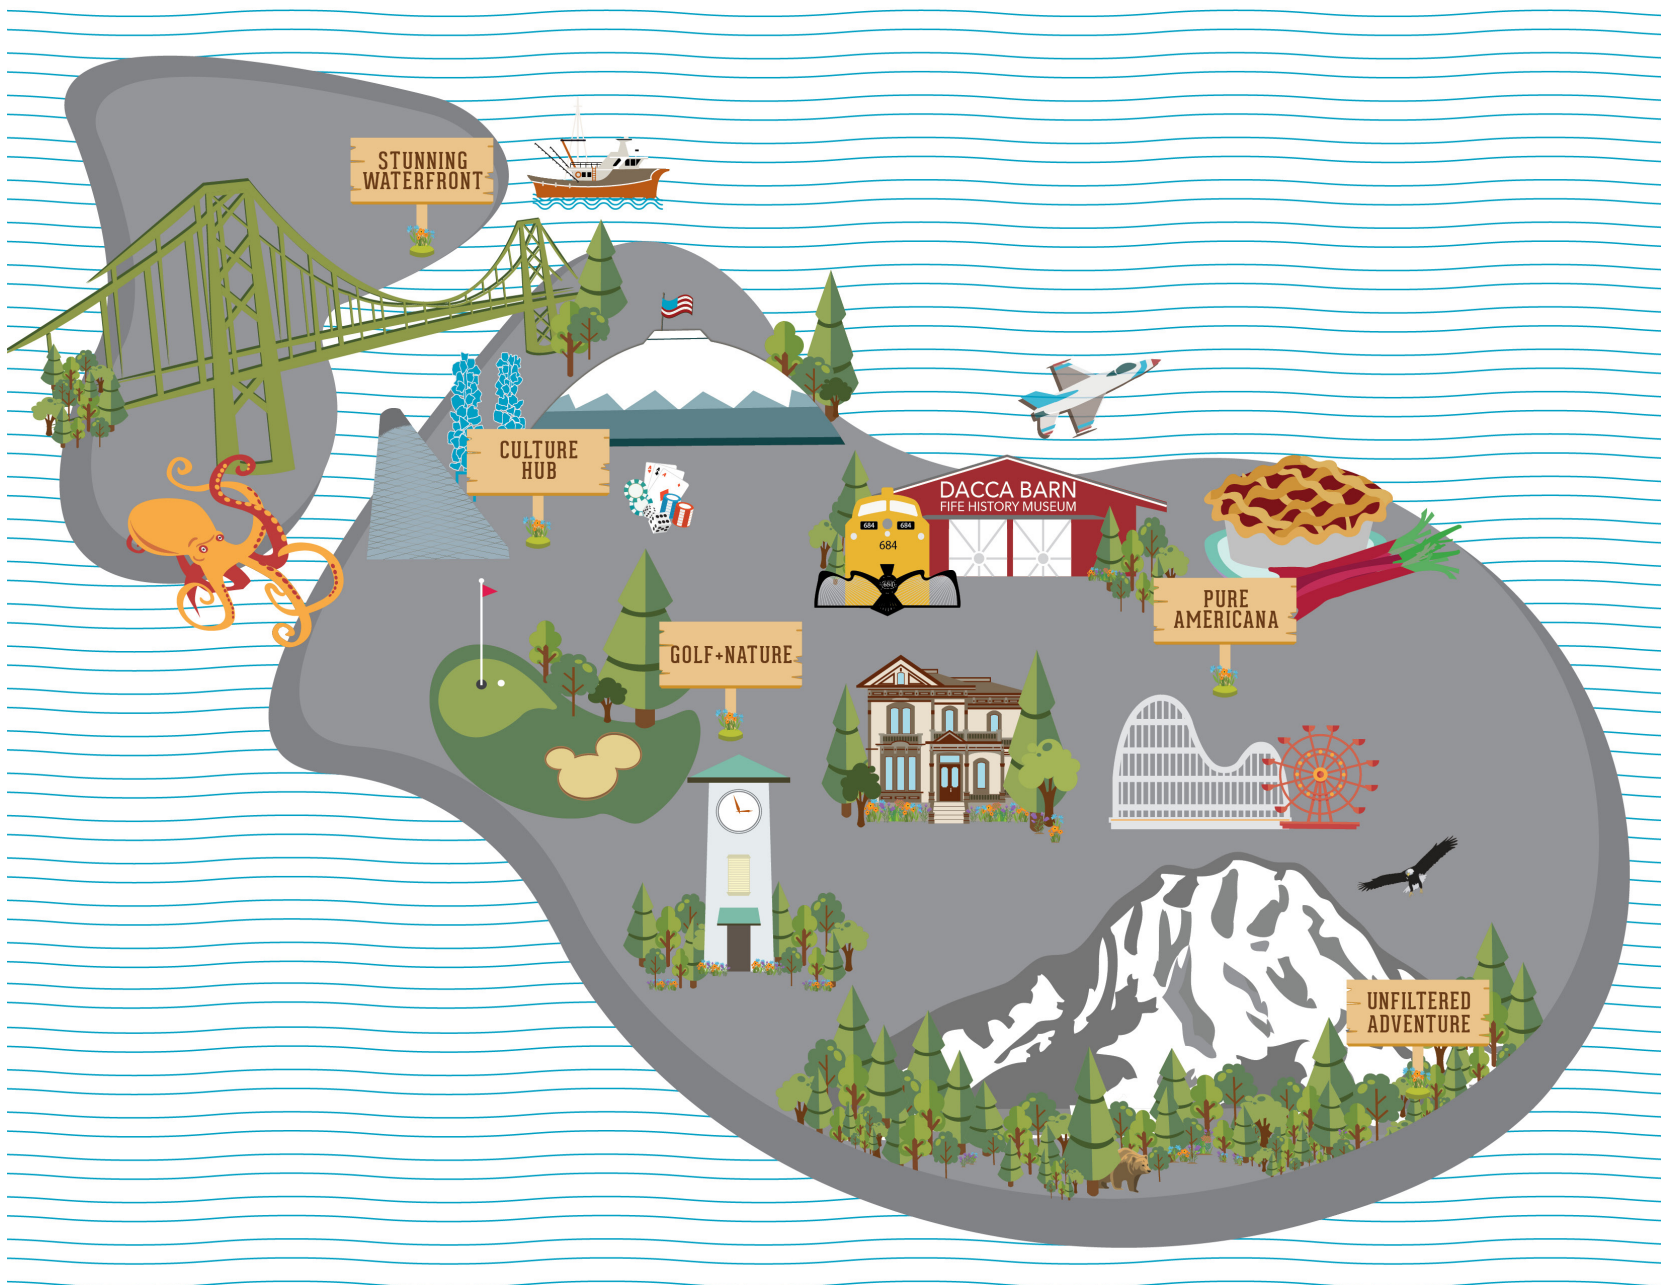 STUNNING
WATERFRONT
CULTURE
HUB
DACCA BARN
FIFE HISTORY MUSEUM
684 684
684
PURE
AMERICANA
GOLF+NATURE
UNFILTERED
ADVENTURE